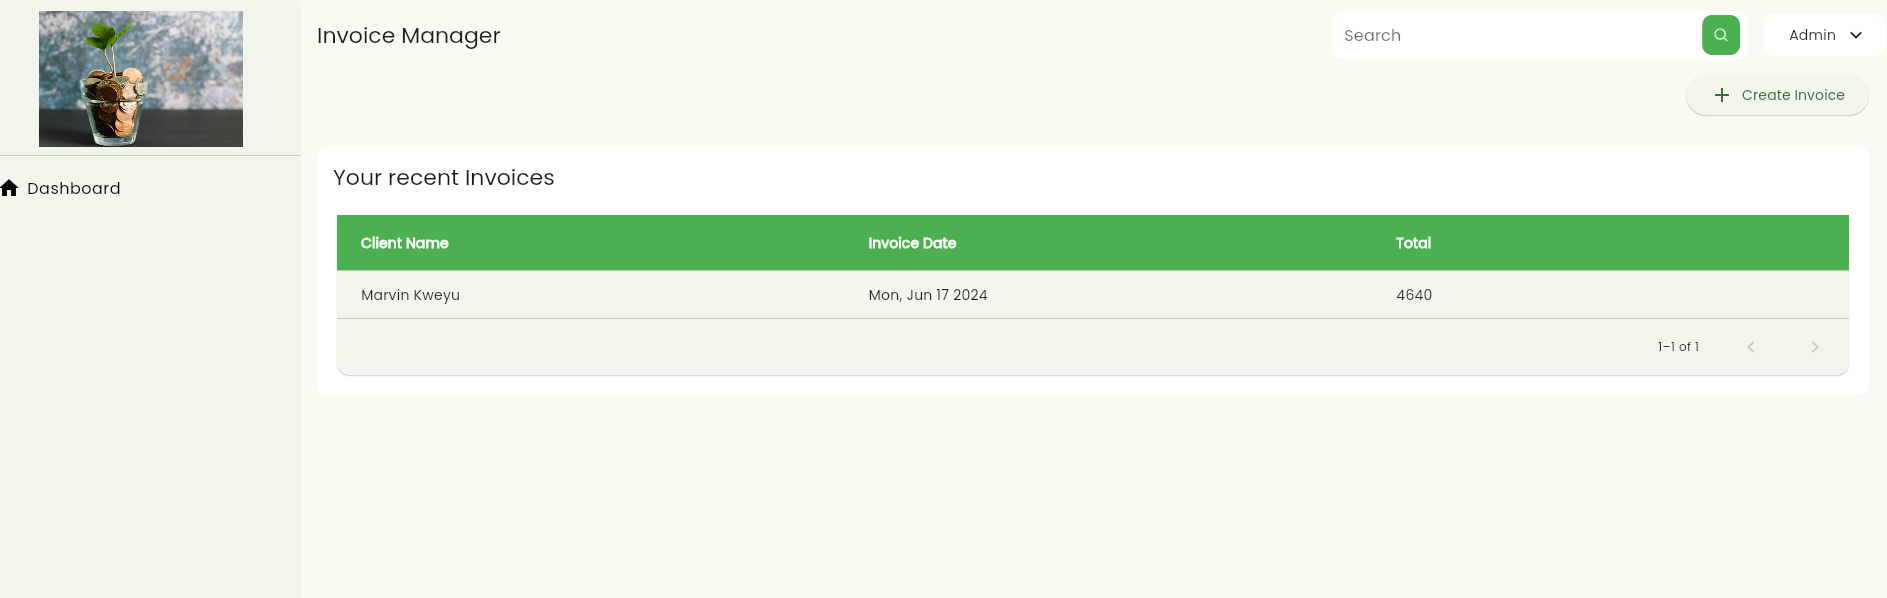 Invoice Manager
Search
Admin
Create Invoice
Dashboard
Your recent Invoices
Client Name Invoice Date Total
Marvin Kweyu Mon, Jun 17 2024 4640
1–1 of 1